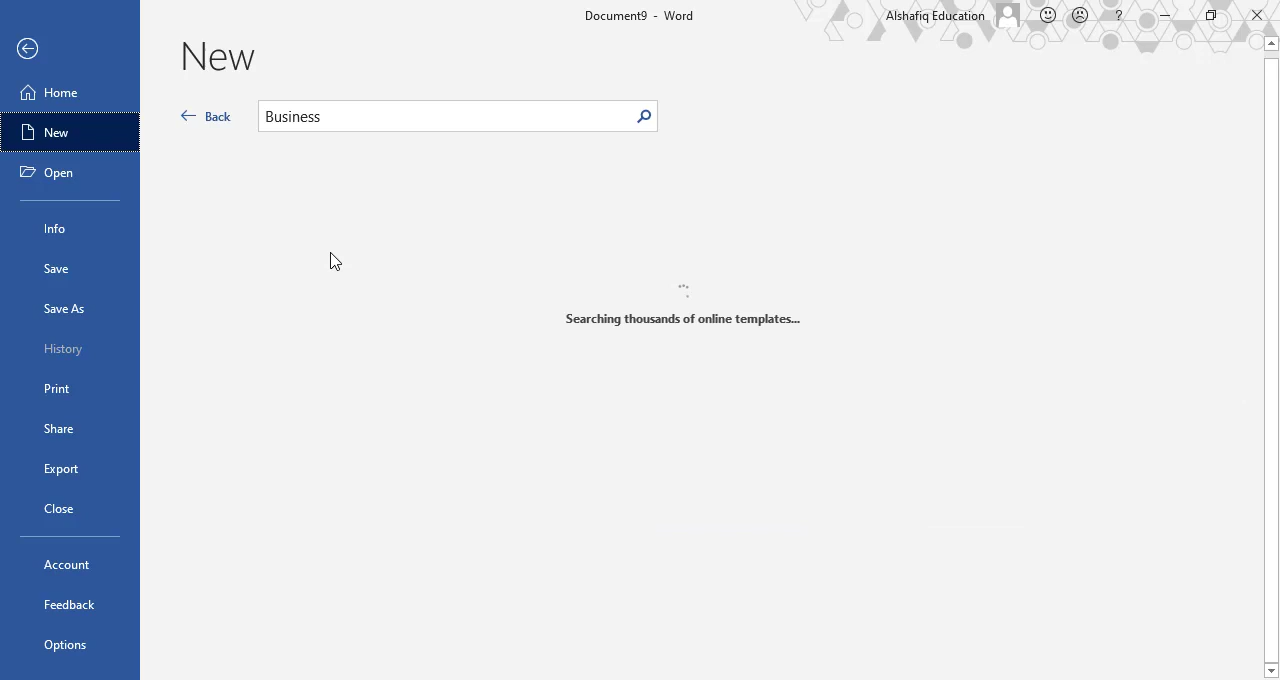 Document9 - Word
Alshafiq Education
?
New
Home
New
Back
Business
Open
Info
Save
Searching thousands of online templates...
Save As
History
Print
Share
Export
Close
Account
Feedback
Options